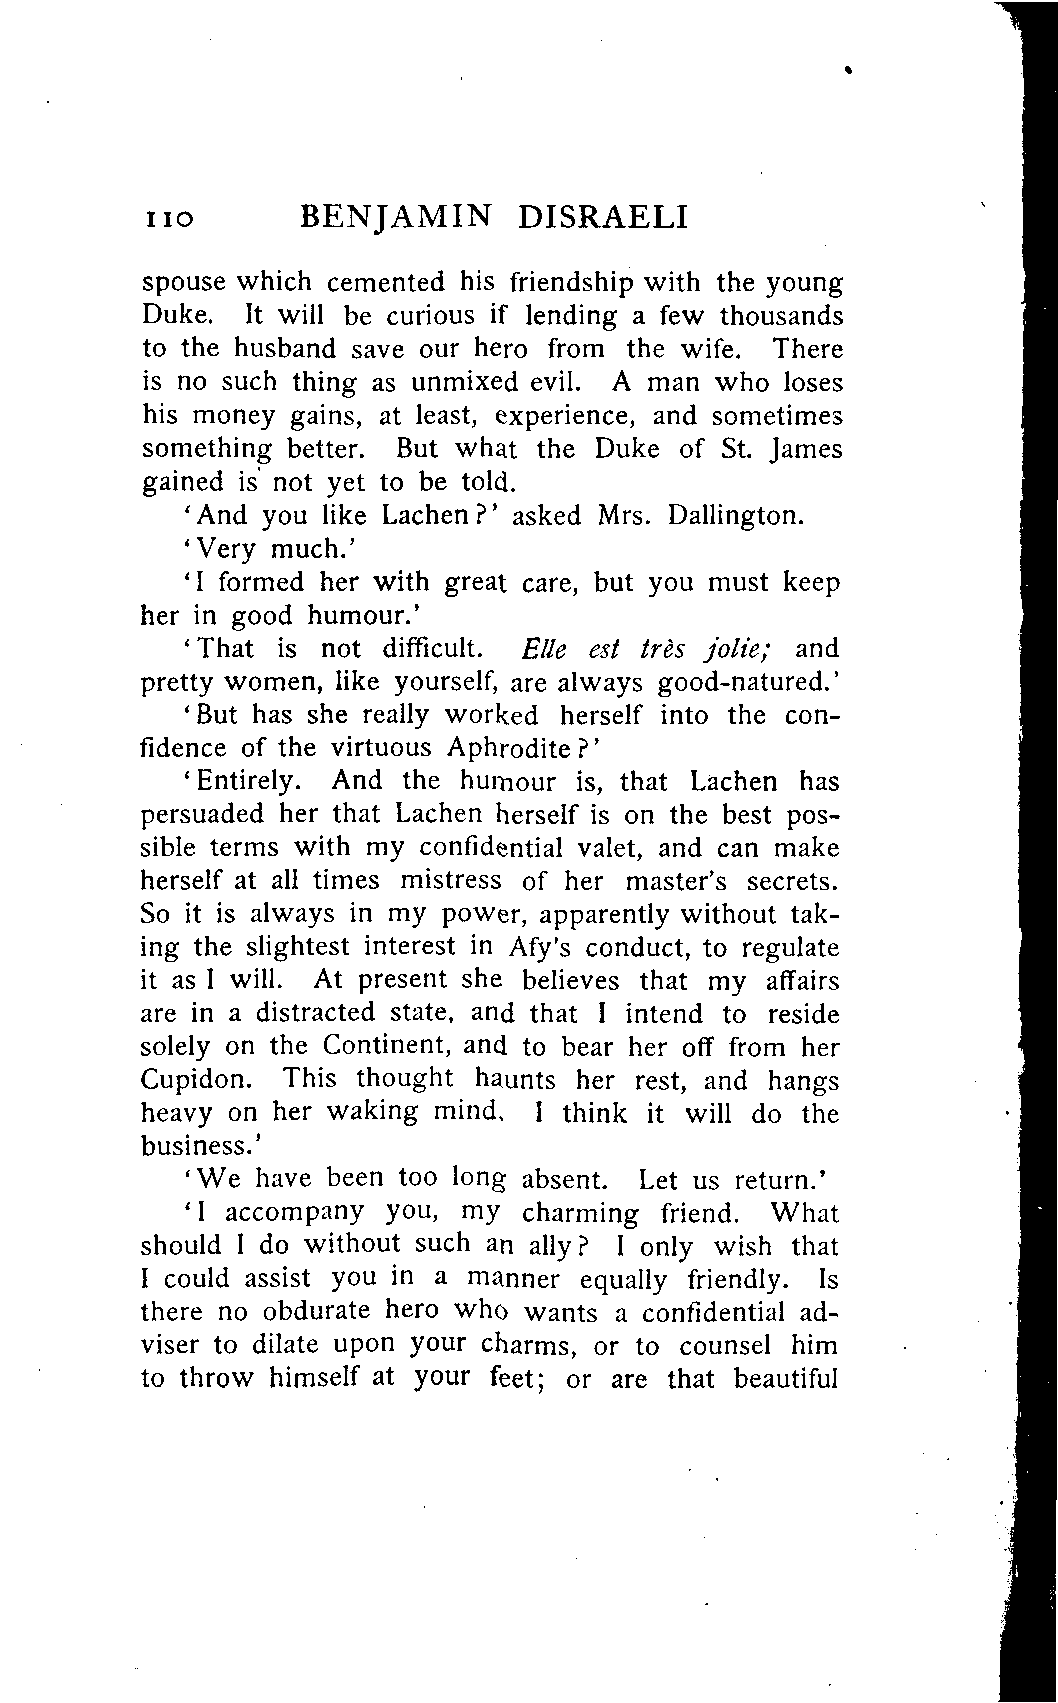 110 BENJAMIN DISRAELI
spouse which cemented his friendship with the young
Duke. It will be curious if lending a few thousands
to the husband save our hero from the wife. There
is no such thing as unmixed evil. A man who loses
his money gains, at least, experience, and sometimes
something better. But what the Duke of St. James
gained is not yet to be told.
‘And you like Lachen?’ asked Mrs. Dallington.
‘Very much.’
‘I formed her with great care, but you must keep
her in good humour.’
‘That is not difficult. Elle est très jolie; and
pretty women, like yourself, are always good-natured.’
‘But has she really worked herself into the con-
fidence of the virtuous Aphrodite?’
‘Entirely. And the humour is, that Lachen has
persuaded her that Lachen herself is on the best pos-
sible terms with my confidential valet, and can make
herself at all times mistress of her master's secrets.
So it is always in my power, apparently without tak-
ing the slightest interest in Afy's conduct, to regulate
it as I will. At present she believes that my affairs
are in a distracted state, and that I intend to reside
solely on the Continent, and to bear her off from her
Cupidon. This thought haunts her rest, and hangs
heavy on her waking mind. I think it will do the
business.’
‘We have been too long absent. Let us return.’
‘I accompany you, my charming friend. What
should I do without such an ally? I only wish that
I could assist you in a manner equally friendly. Is
there no obdurate hero who wants a confidential ad-
viser to dilate upon your charms, or to counsel him
to throw himself at your feet; or are that beautiful